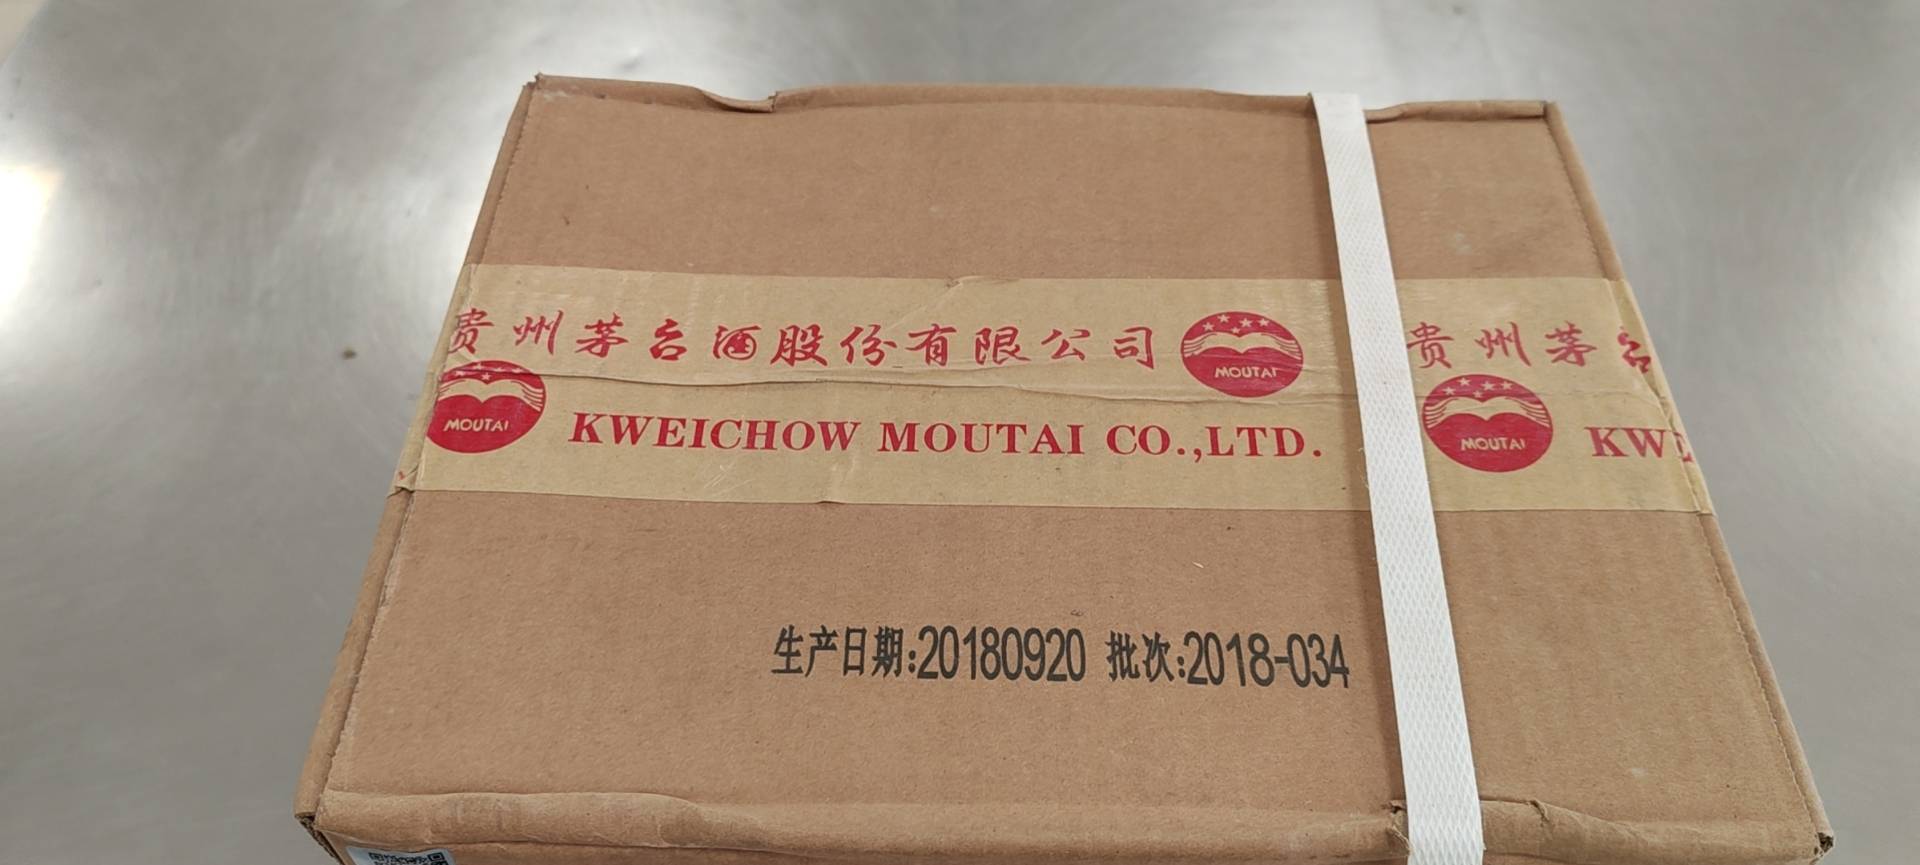 贵州茅台酒股份有限公司 MOUTAI 贵州茅台
MOUTAI KWEICHOW MOUTAI CO.,LTD. MOUTAI KWE
生产日期:20180920 批次:2018-034